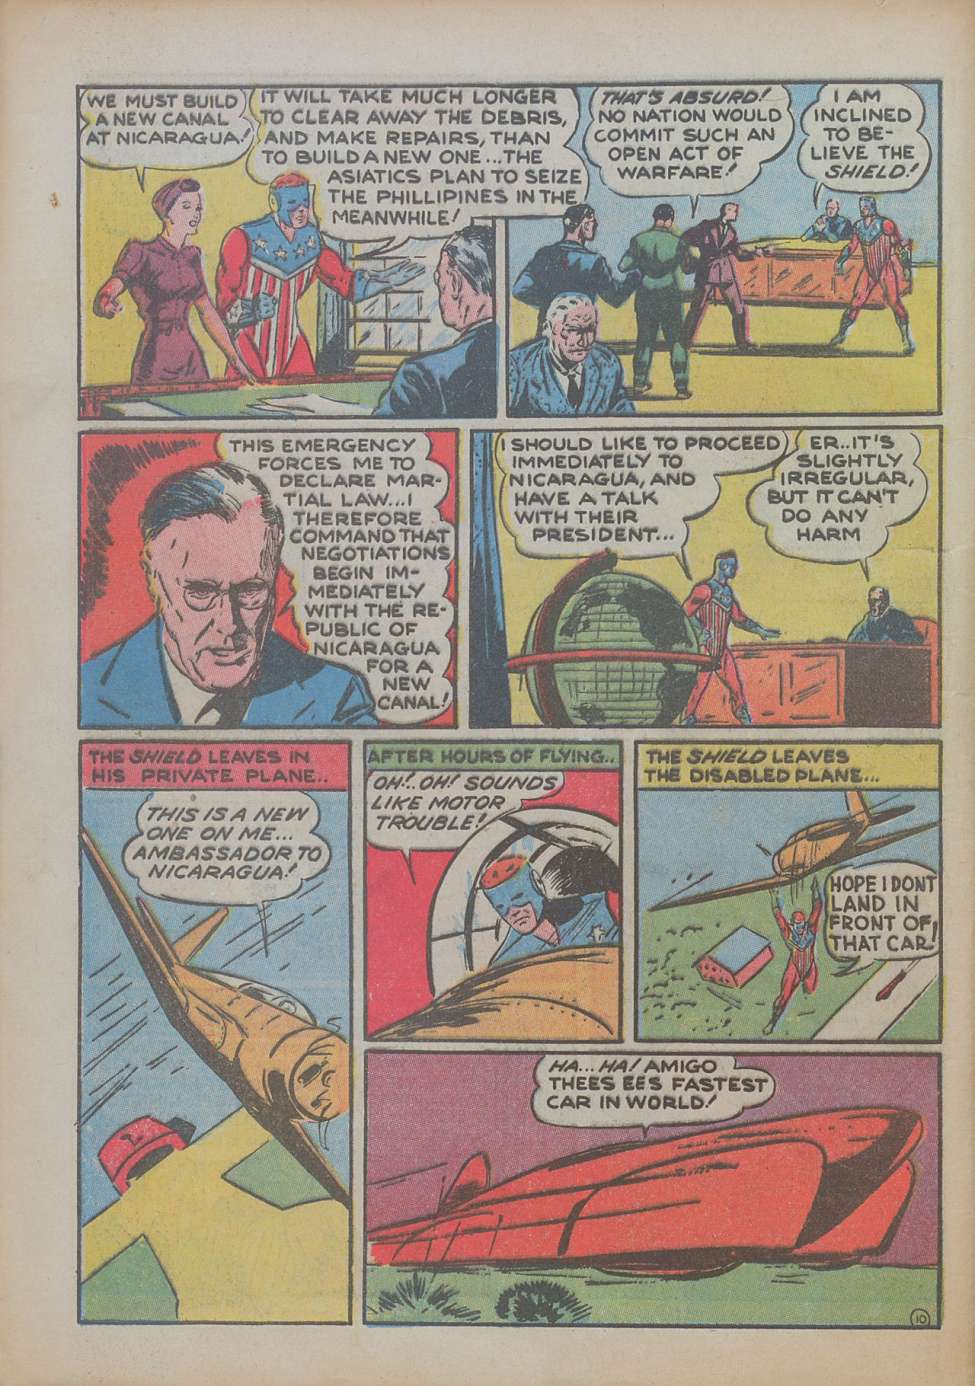 WE MUST BUILD
A NEW CANAL
AT NICARAGUA!
IT WILL TAKE MUCH LONGER
TO CLEAR AWAY THE DEBRIS,
AND MAKE REPAIRS, THAN
TO BUILD A NEW ONE...THE
ASIATICS PLAN TO SEIZE
THE PHILLIPINES IN THE
MEANWHILE!
THAT'S ABSURD!
NO NATION WOULD
COMMIT SUCH AN
OPEN ACT OF
WARFARE!
I AM
INCLINED
TO BE-
LIEVE THE
SHIELD!
THIS EMERGENCY
FORCES ME TO
DECLARE MAR-
TIAL LAW...I
THEREFORE
COMMAND THAT
NEGOTIATIONS
BEGIN IM-
MEDIATELY
WITH THE RE-
PUBLIC OF
NICARAGUA
FOR A
NEW
CANAL!
I SHOULD LIKE TO PROCEED
IMMEDIATELY TO
NICARAGUA, AND
HAVE A TALK
WITH THEIR
PRESIDENT...
ER..IT'S
SLIGHTLY
IRREGULAR,
BUT IT CAN'T
DO ANY
HARM
THE SHIELD LEAVES IN
HIS PRIVATE PLANE..
THIS IS A NEW
ONE ON ME...
AMBASSADOR TO
NICARAGUA!
AFTER HOURS OF FLYING..
OH!..OH! SOUNDS
LIKE MOTOR
TROUBLE!
THE SHIELD LEAVES
THE DISABLED PLANE...
HOPE I DONT
LAND IN
FRONT OF
THAT CAR!
HA...HA! AMIGO
THEES EES FASTEST
CAR IN WORLD!
10